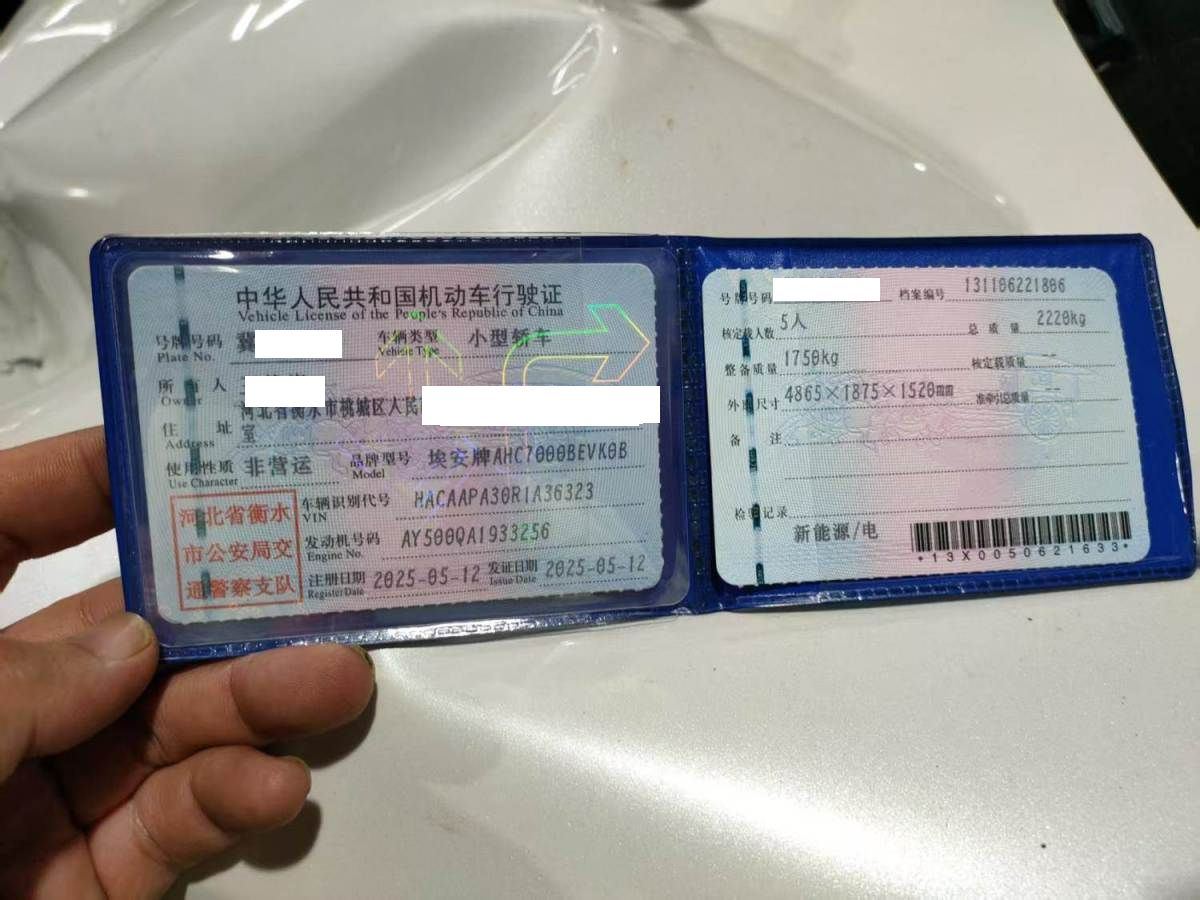 中华人民共和国机动车行驶证
Vehicle License of the People's Republic of China
号牌号码 冀 车辆类型 小型轿车
Plate No. Vehicle Type
所有人
Owner
住址 河北省衡水市桃城区人民
Address 室
使用性质 非营运 品牌型号 埃安牌AHC7000BEVK0B
Use Character Model
河北省衡水
市公安局交
通警察支队
车辆识别代号 HACAAPA30R1A36323
VIN
发动机号码 AY500QA1933256
Engine No.
注册日期 2025-05-12 发证日期 2025-05-12
Register Date Issue Date
号牌号码 档案编号 131106221806
核定载人数 5人 总质量 2220kg
整备质量 1750kg 核定载质量 --
外廓尺寸 4865×1875×1520㎜ 准牵引总质量 --
备注
检验记录
新能源/电
*13X0050621633*